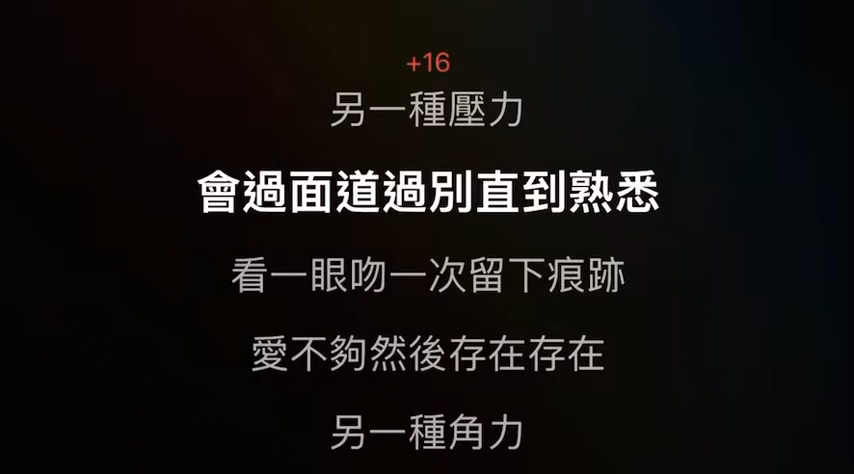 +16
另一種壓力
會過面道過別直到熟悉
看一眼吻一次留下痕跡
愛不夠然後存在存在
另一種角力